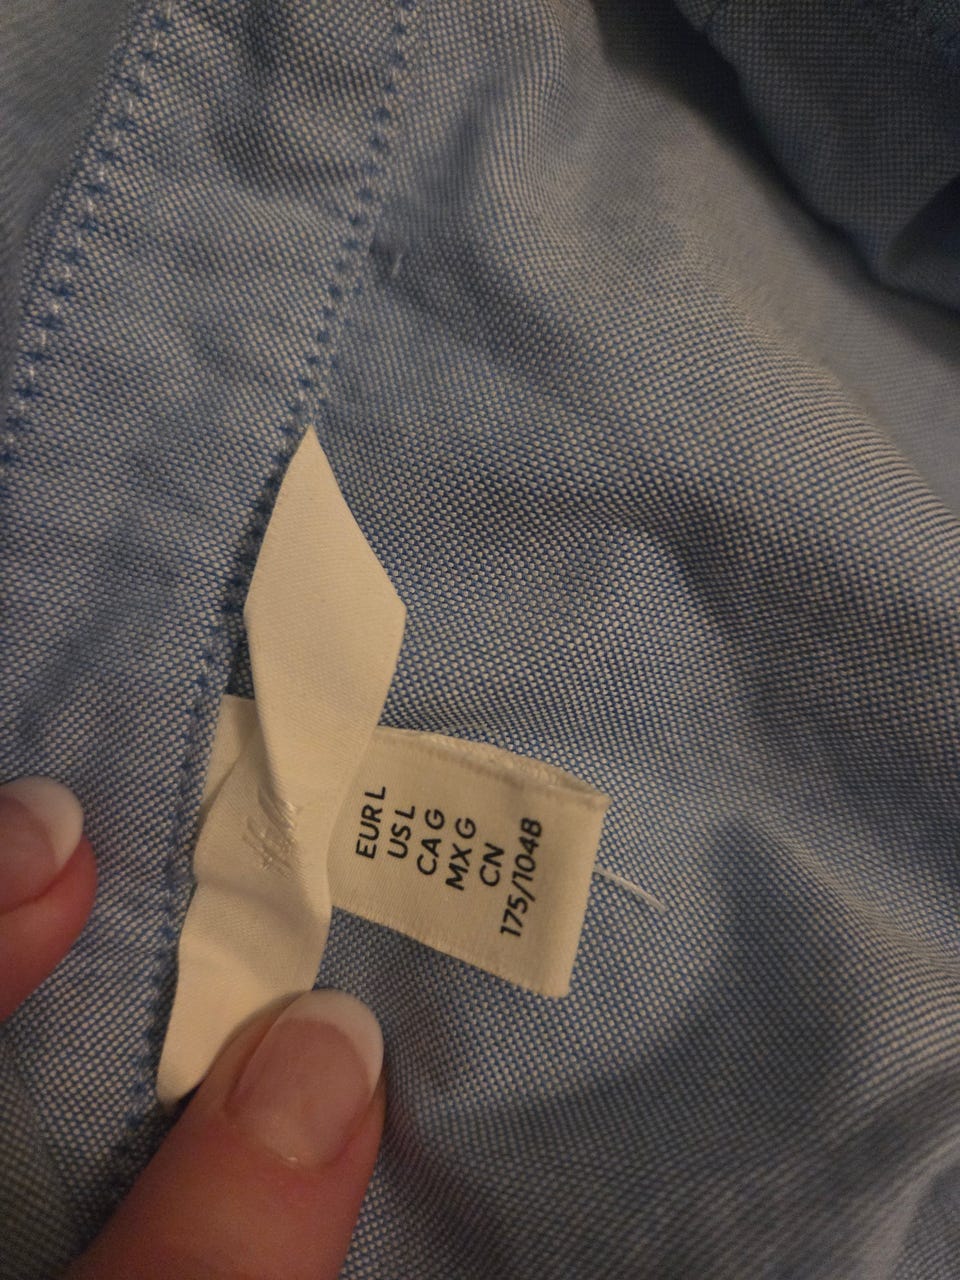 EUR L
US L
CA G
MX G
CN
175/104B